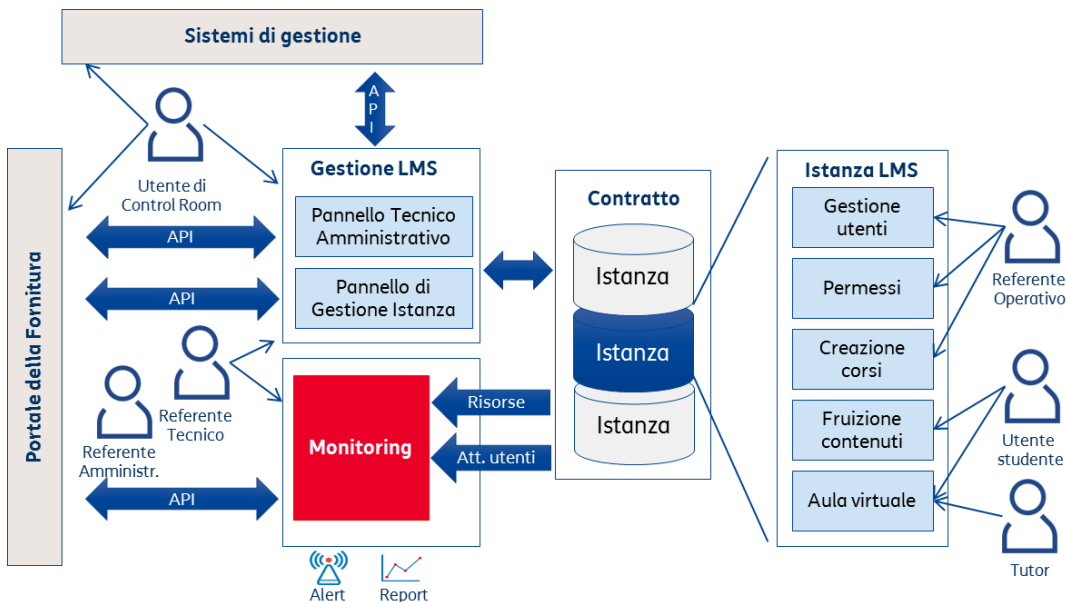 Sistemi di gestione
A
P
I
Utente di
Control Room
Portale della Fornitura
API
API
Gestione LMS
Pannello Tecnico
Amministrativo
Pannello di
Gestione Istanza
Referente
Tecnico
Referente
Amministr.
API
Monitoring
Risorse
Att. utenti
Alert
Report
Contratto
Istanza
Istanza
Istanza
Istanza LMS
Gestione
utenti
Permessi
Creazione
corsi
Fruizione
contenuti
Aula virtuale
Referente
Operativo
Utente
studente
Tutor